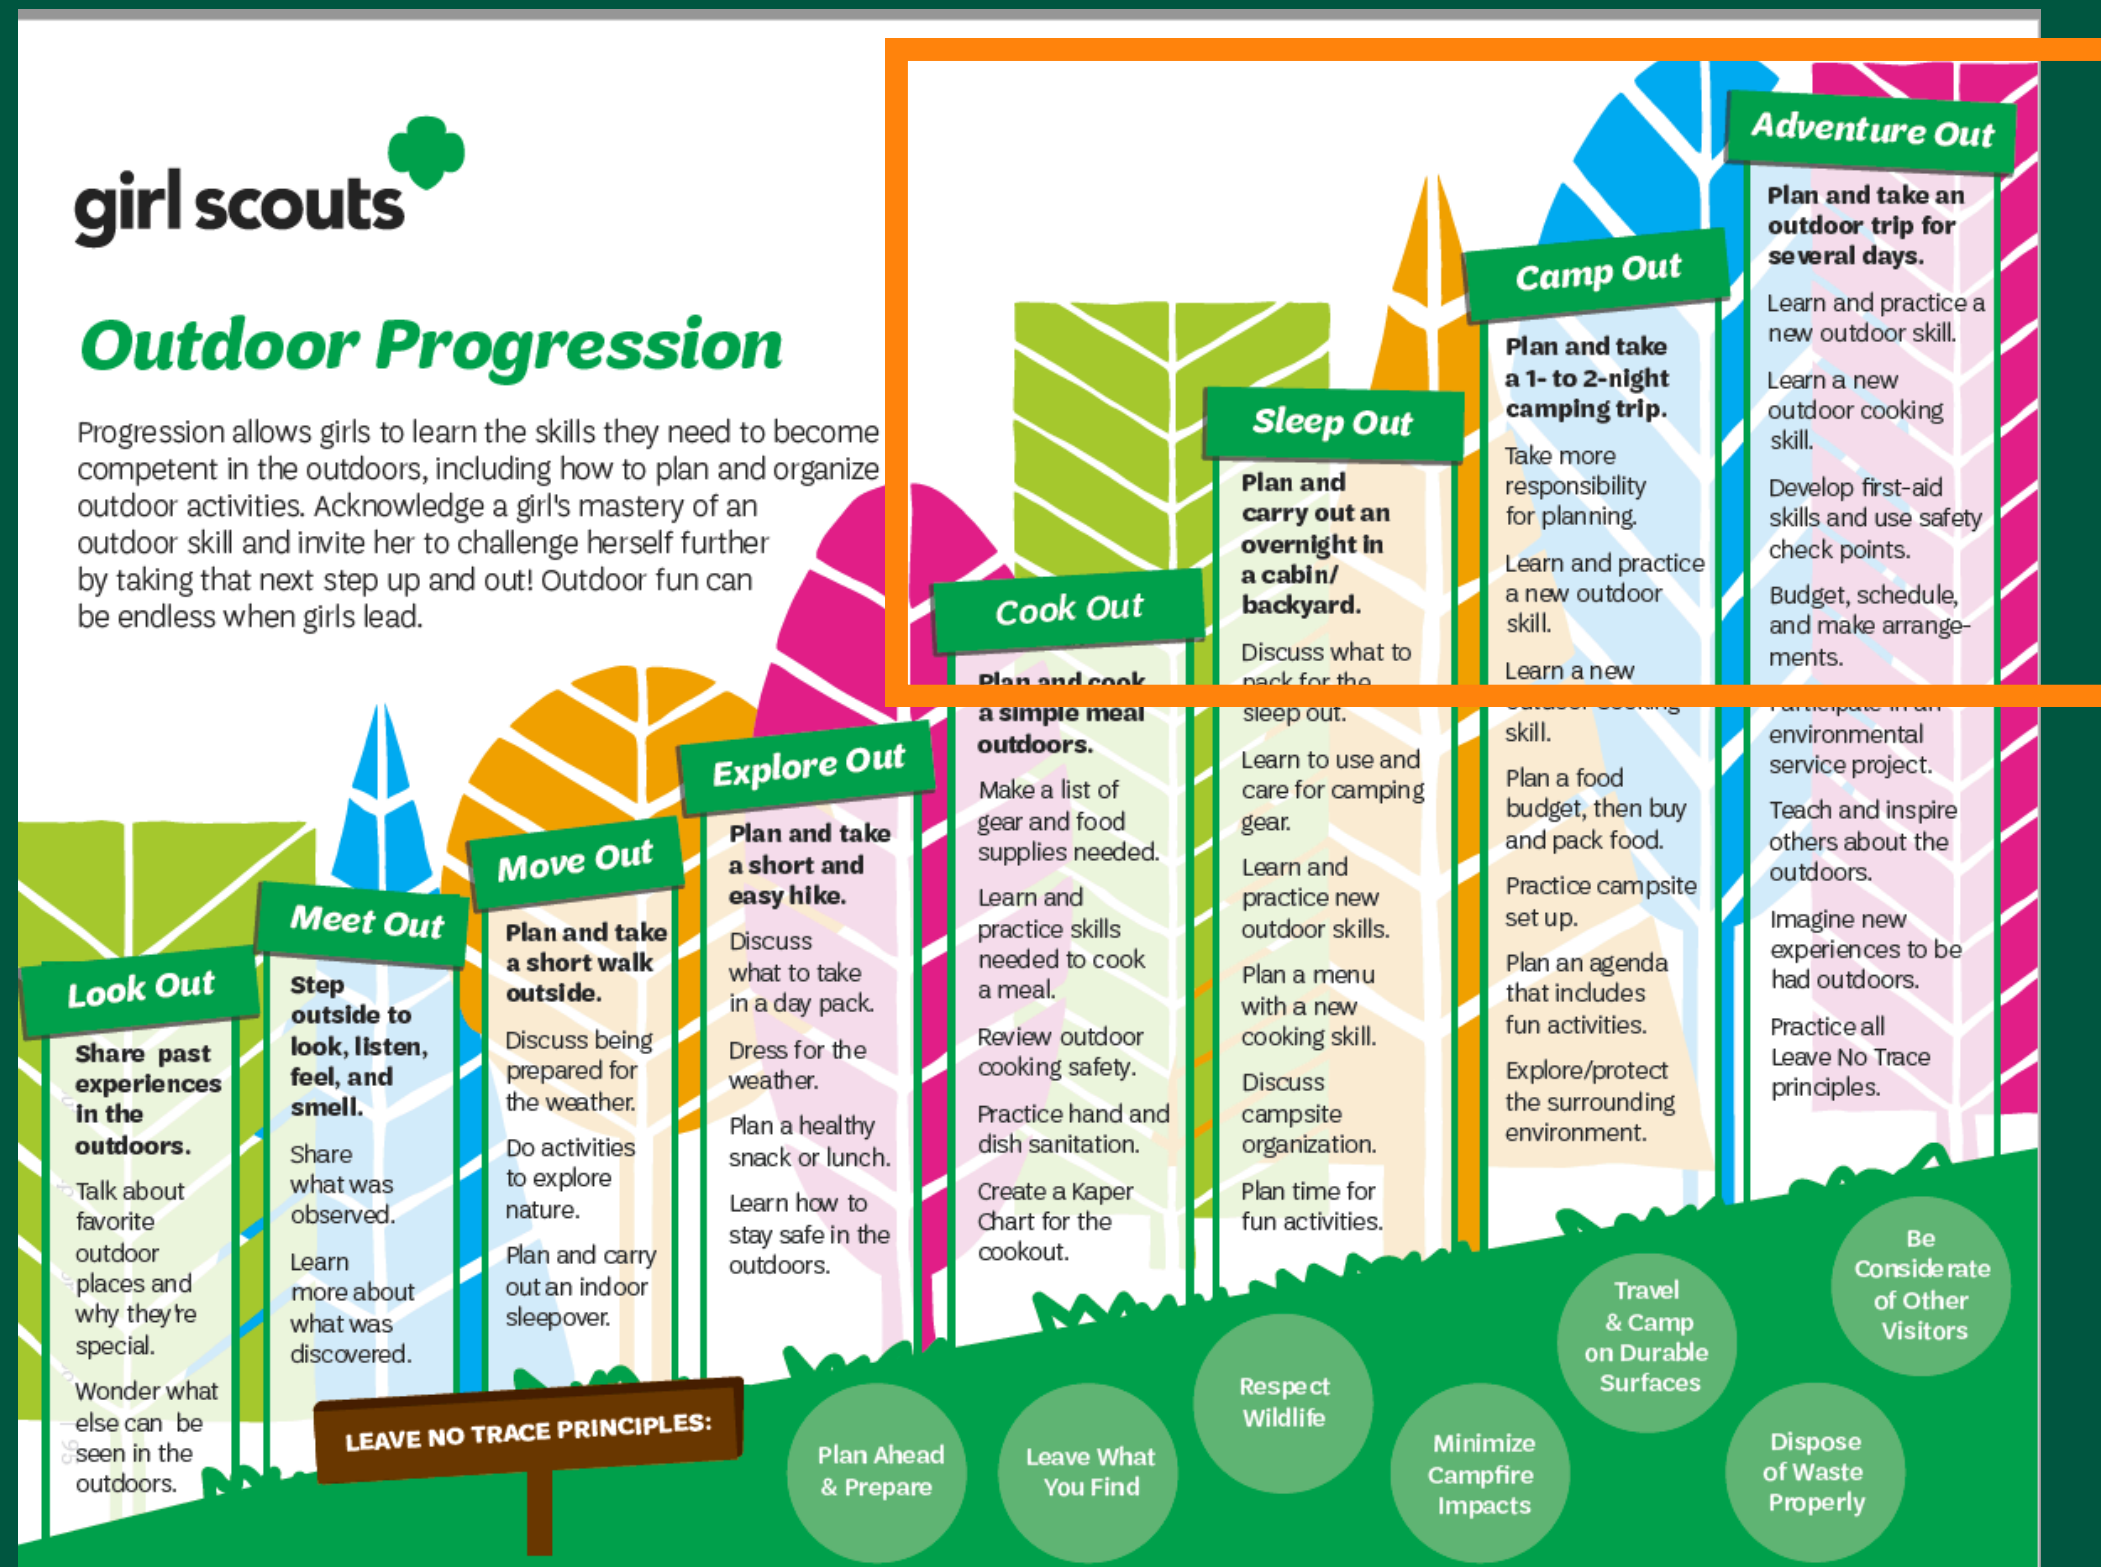 girl scouts
Outdoor Progression
Progression allows girls to learn the skills they need to become
competent in the outdoors, including how to plan and organize
outdoor activities. Acknowledge a girl's mastery of an
outdoor skill and invite her to challenge herself further
by taking that next step up and out! Outdoor fun can
be endless when girls lead.
Look Out
Share past
experiences
in the
outdoors.
Talk about
favorite
outdoor
places and
why they're
special.
Wonder what
else can be
seen in the
outdoors.
Meet Out
Step
outside to
look, listen,
feel, and
smell.
Share
what was
observed.
Learn
more about
what was
discovered.
Move Out
Plan and take
a short walk
outside.
Discuss being
prepared for
the weather.
Do activities
to explore
nature.
Plan and carry
out an indoor
sleepover.
Explore Out
Plan and take
a short and
easy hike.
Discuss
what to take
in a day pack.
Dress for the
weather.
Plan a healthy
snack or lunch.
Learn how to
stay safe in the
outdoors.
Cook Out
Plan and cook
a simple meal
outdoors.
Make a list of
gear and food
supplies needed.
Learn and
practice skills
needed to cook
a meal.
Review outdoor
cooking safety.
Practice hand and
dish sanitation.
Create a Kaper
Chart for the
cookout.
Sleep Out
Plan and
carry out an
overnight in
a cabin/
backyard.
Discuss what to
pack for the
sleep out.
Learn to use and
care for camping
gear.
Learn and
practice new
outdoor skills.
Plan a menu
with a new
cooking skill.
Discuss
campsite
organization.
Plan time for
fun activities.
Camp Out
Plan and take
a 1- to 2-night
camping trip.
Take more
responsibility
for planning.
Learn and practice
a new outdoor
skill.
Learn a new
outdoor cooking
skill.
Plan a food
budget, then buy
and pack food.
Practice campsite
set up.
Plan an agenda
that includes
fun activities.
Explore/protect
the surrounding
environment.
Adventure Out
Plan and take an
outdoor trip for
several days.
Learn and practice a
new outdoor skill.
Learn a new
outdoor cooking
skill.
Develop first-aid
skills and use safety
check points.
Budget, schedule,
and make arrange-
ments.
Participate in an
environmental
service project.
Teach and inspire
others about the
outdoors.
Imagine new
experiences to be
had outdoors.
Practice all
Leave No Trace
principles.
LEAVE NO TRACE PRINCIPLES:
Plan Ahead
& Prepare
Leave What
You Find
Respect
Wildlife
Minimize
Campfire
Impacts
Travel
& Camp
on Durable
Surfaces
Dispose
of Waste
Properly
Be
Considerate
of Other
Visitors